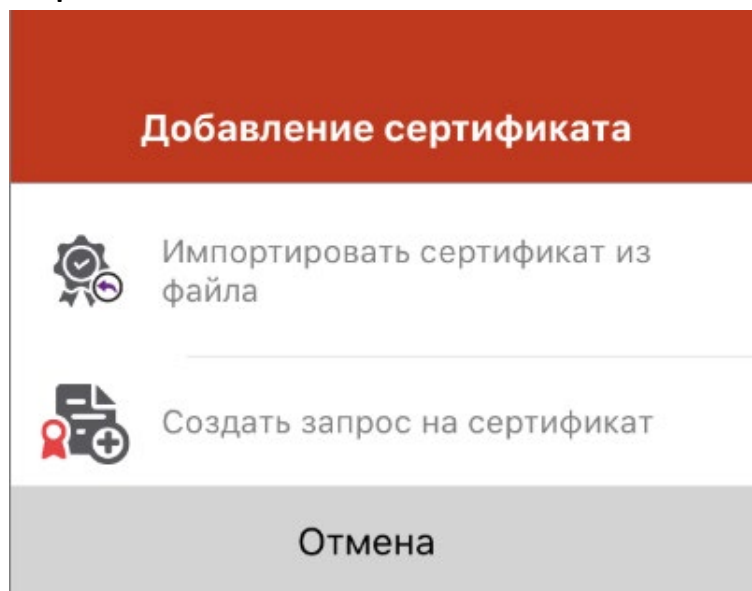 Добавление сертификата
Импортировать сертификат из
файла
Создать запрос на сертификат
Отмена